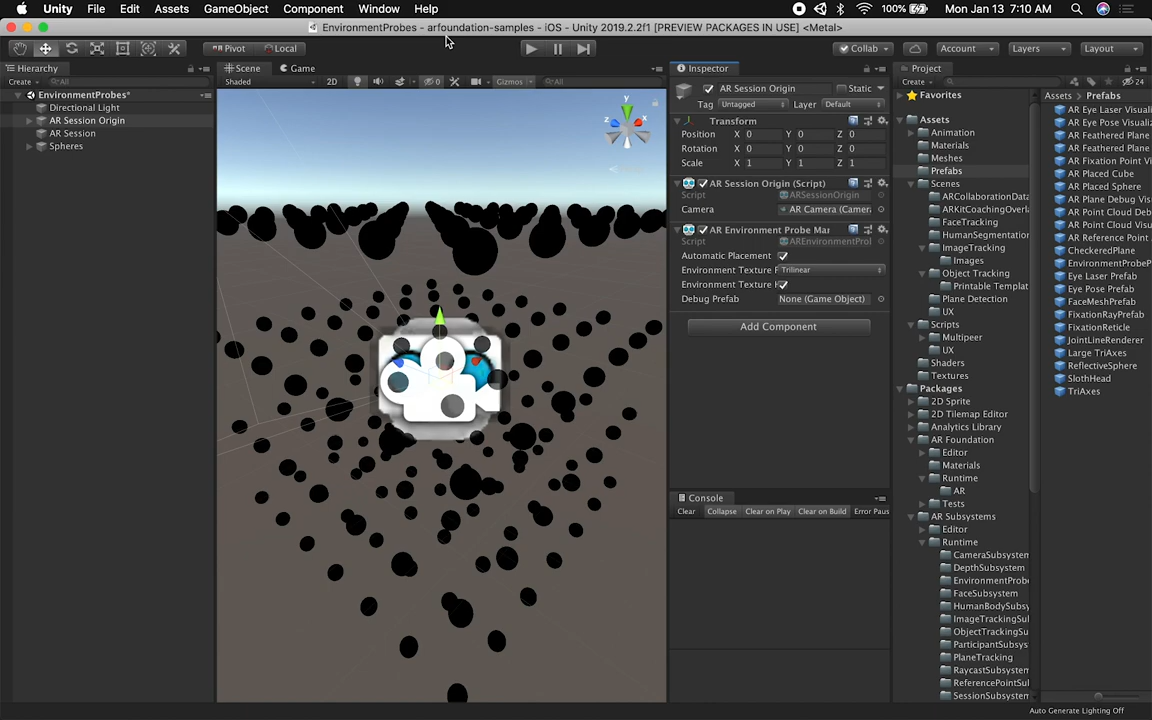 Unity File Edit Assets GameObject Component Window Help 100% Mon Jan 13 7:10 AM
EnvironmentProbes - arfoundation-samples - iOS - Unity 2019.2.2f1 [PREVIEW PACKAGES IN USE] <Metal>
Pivot Local Collab Account Layers Layout
Hierarchy
Create All
EnvironmentProbes*
Directional Light
AR Session Origin
AR Session
Spheres
Scene Game
Shaded 2D 0 Gizmos All
y
x
z
Inspector
AR Session Origin Static
Tag Untagged Layer Default
Transform
Position X 0 Y 0 Z 0
Rotation X 0 Y 0 Z 0
Scale X 1 Y 1 Z 1
AR Session Origin (Script)
Script ARSessionOrigin
Camera AR Camera (Camera
AR Environment Probe Mar
Script AREnvironmentProl
Automatic Placement
Environment Texture F Trilinear
Environment Texture H
Debug Prefab None (Game Object)
Add Component
Console
Clear Collapse Clear on Play Clear on Build Error Paus
Project
Create 24
Favorites
Assets
Animation
Materials
Meshes
Prefabs
Scenes
ARCollaborationData
ARKitCoachingOverl
FaceTracking
HumanSegmentation
ImageTracking
Images
Object Tracking
Printable Templat
Plane Detection
UX
Scripts
Multipeer
UX
Shaders
Textures
Packages
2D Sprite
2D Tilemap Editor
Analytics Library
AR Foundation
Editor
Materials
Runtime
AR
Tests
AR Subsystems
Editor
Runtime
CameraSubsystem
DepthSubsystem
EnvironmentProbe
FaceSubsystem
HumanBodySubsy
ImageTrackingSul
ObjectTrackingSu
ParticipantSubsys
PlaneTracking
RaycastSubsystem
ReferencePointSul
SessionSubsystem
Assets Prefabs
AR Eye Laser Visuali
AR Eye Pose Visualiz
AR Feathered Plane
AR Feathered Plane
AR Fixation Point Vi
AR Placed Cube
AR Placed Sphere
AR Plane Debug Vis
AR Point Cloud Deb
AR Point Cloud Visu
AR Reference Point
CheckeredPlane
EnvironmentProbeP
Eye Laser Prefab
Eye Pose Prefab
FaceMeshPrefab
FixationRayPrefab
FixationReticle
JointLineRenderer
Large TriAxes
ReflectiveSphere
SlothHead
TriAxes
Auto Generate Lighting Off